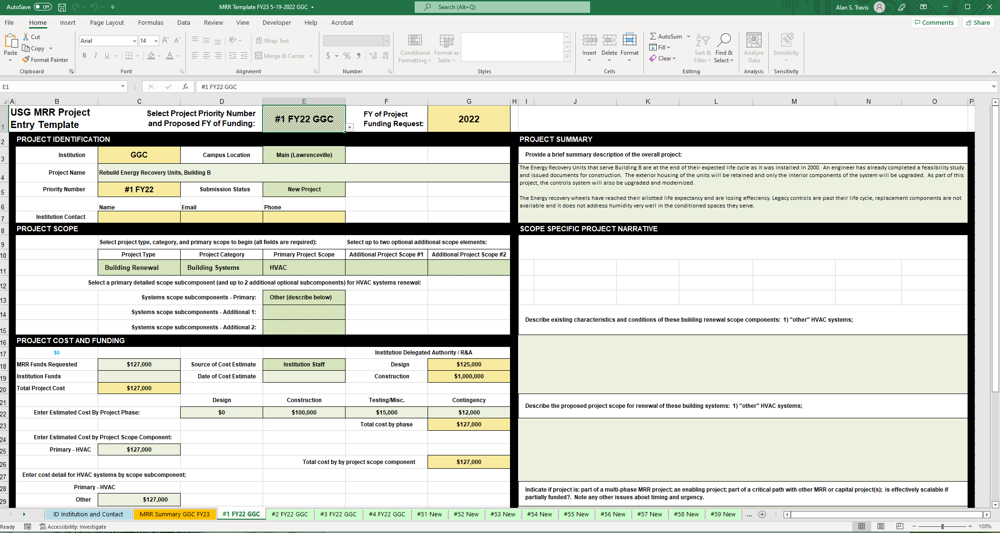 AutoSave Off MRR Template FY23 5-19-2022 GGC Search (Alt+Q) Alan S. Travis
File Home Insert Page Layout Formulas Data Review View Developer Help Acrobat Comments Share
Paste Cut Copy Format Painter Clipboard
Arial 14 A A B I U A Font
ab Wrap Text Merge & Center Alignment
$ % Number
Conditional Formatting Format as Table Styles
Insert Delete Format Cells
AutoSum Fill Clear Sort & Filter Find & Select Editing
Analyze Data Analysis
Sensitivity Sensitivity
E1 fx #1 FY22 GGC
A B C D E F G H I J K L M N O P
1 USG MRR Project Entry Template Select Project Priority Number and Proposed FY of Funding: #1 FY22 GGC FY of Project Funding Request: 2022
2 PROJECT IDENTIFICATION PROJECT SUMMARY
3 Institution GGC Campus Location Main (Lawrenceville) Provide a brief summary description of the overall project:
4 Project Name Rebuild Energy Recovery Units, Building B
The Energy Recovery Units that serve Building B are at the end of their expected life cycle as it was installed in 2000. An engineer has already completed a feasibility study
and issued documents for construction. The exterior housing of the units will be retained and only the interior components of the system will be upgraded. As part of this
project, the controls system will also be upgraded and modernized.
5 Priority Number #1 FY22 Submission Status New Project
The Energy recovery wheels have reached their allotted life expectancy and are losing effeciency. Legacy controls are past their life cycle, replacement components are not
available and it does not address humidity very well in the conditioned spaces they serve.
6 Name Email Phone
7 Institution Contact
8 PROJECT SCOPE SCOPE SPECIFIC PROJECT NARRATIVE
9 Select project type, category, and primary scope to begin (all fields are required): Select up to two optional additional scope elements:
10 Project Type Project Category Primary Project Scope Additional Project Scope #1 Additional Project Scope #2
11 Building Renewal Building Systems HVAC
12 Select a primary detailed scope subcomponent (and up to 2 additional optional subcomponents) for HVAC systems renewal:
13 Systems scope subcomponents - Primary: Other (describe below)
14 Systems scope subcomponents - Additional 1:
Describe existing characteristics and conditions of these building renewal scope components: 1) "other" HVAC systems;
15 Systems scope subcomponents - Additional 2:
16 PROJECT COST AND FUNDING
17 $0 Institution Delegated Authority / R&A
18 MRR Funds Requested $127,000 Source of Cost Estimate Institution Staff Design $125,000
19 Institution Funds Date of Cost Estimate Construction $1,000,000
20 Total Project Cost $127,000
21 Design Construction Testing/Misc. Contingency
22 Enter Estimated Cost By Project Phase: $0 $100,000 $15,000 $12,000
Describe the proposed project scope for renewal of these building systems: 1) "other" HVAC systems;
23 Total cost by phase $127,000
24 Enter Estimated Cost by Project Scope Component:
25 Primary - HVAC $127,000
26 Total cost by by project scope component $127,000
27 Enter cost detail for HVAC systems by scope subcomponent:
28 Primary - HVAC
29 Other $127,000
Indicate if project is: part of a multi-phase MRR project; an enabling project; part of a critical path with other MRR or capital project(s); is effectively scalable if
partially funded?. Note any other issues about timing and urgency.
ID Institution and Contact MRR Summary GGC FY23 #1 FY22 GGC #2 FY22 GGC #3 FY22 GGC #4 FY22 GGC #51 New #52 New #53 New #54 New #55 New #56 New #57 New #58 New #59 New ...
Ready Accessibility: Investigate 100%